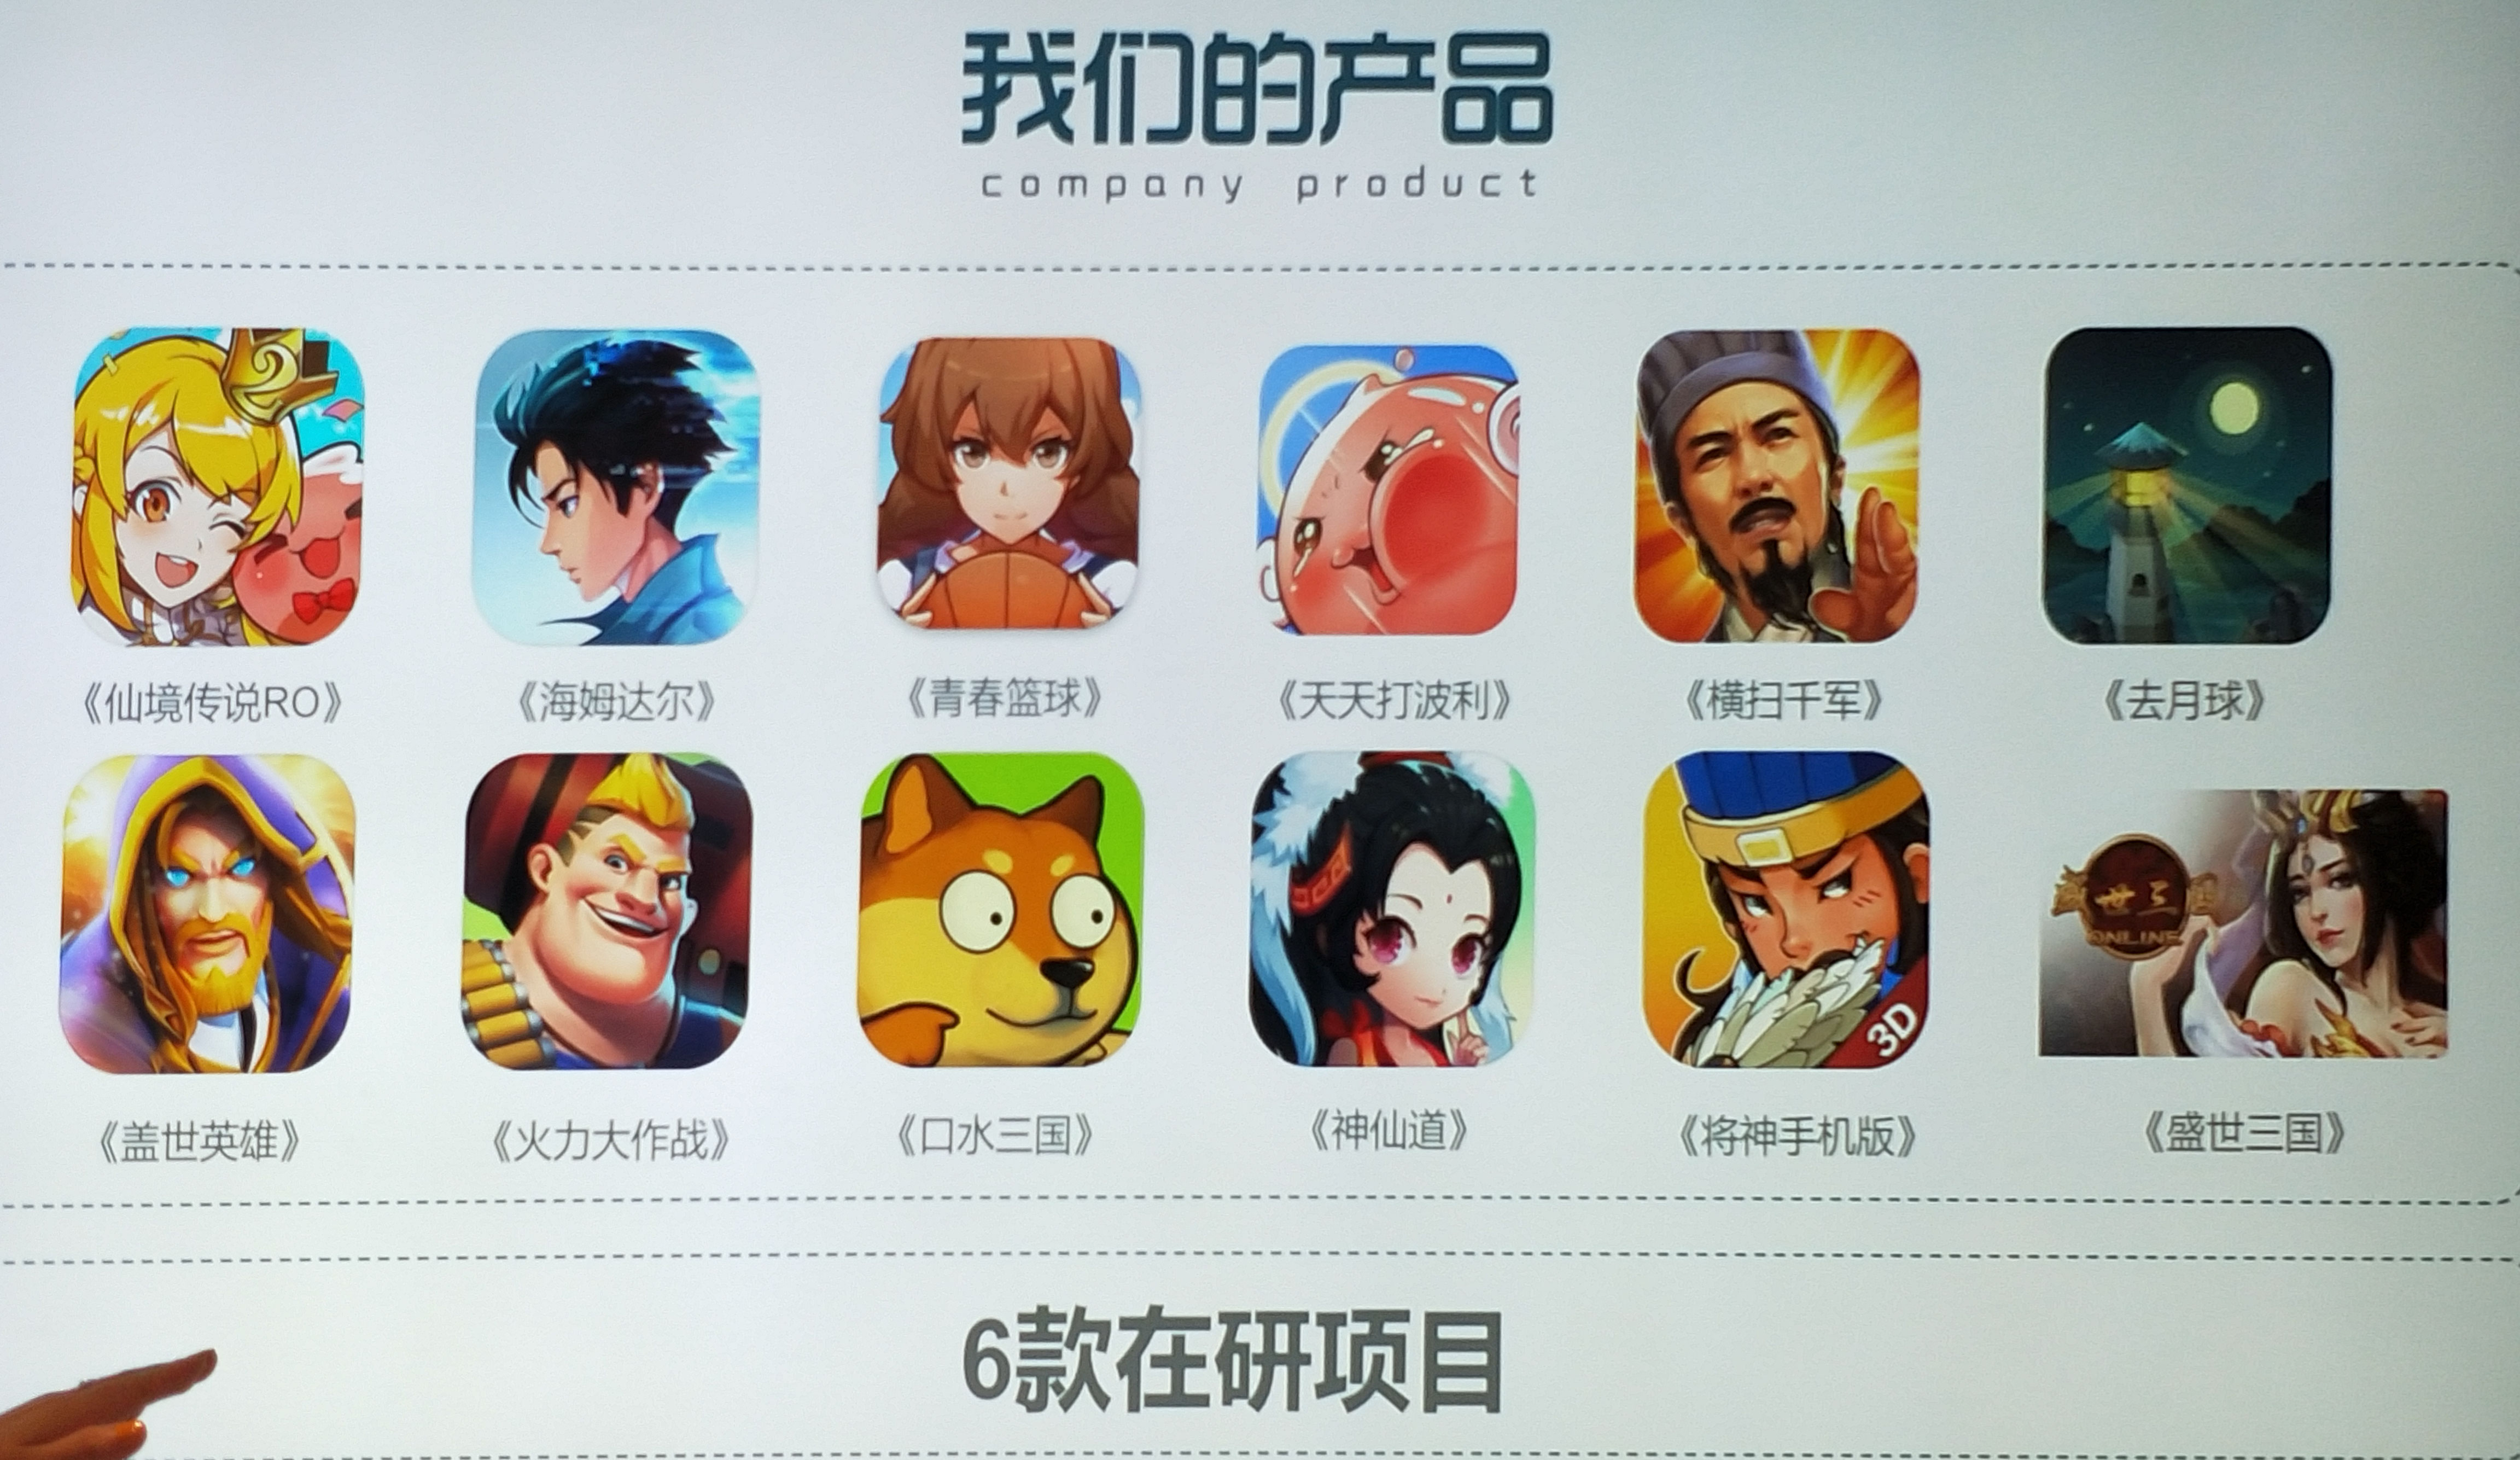 我们的产品
company product
《仙境传说RO》 《海姆达尔》 《青春篮球》 《天天打波利》 《横扫千军》 《去月球》
盛世三国
ONLINE
3D
《盖世英雄》 《火力大作战》 《口水三国》 《神仙道》 《将神手机版》 《盛世三国》
6款在研项目